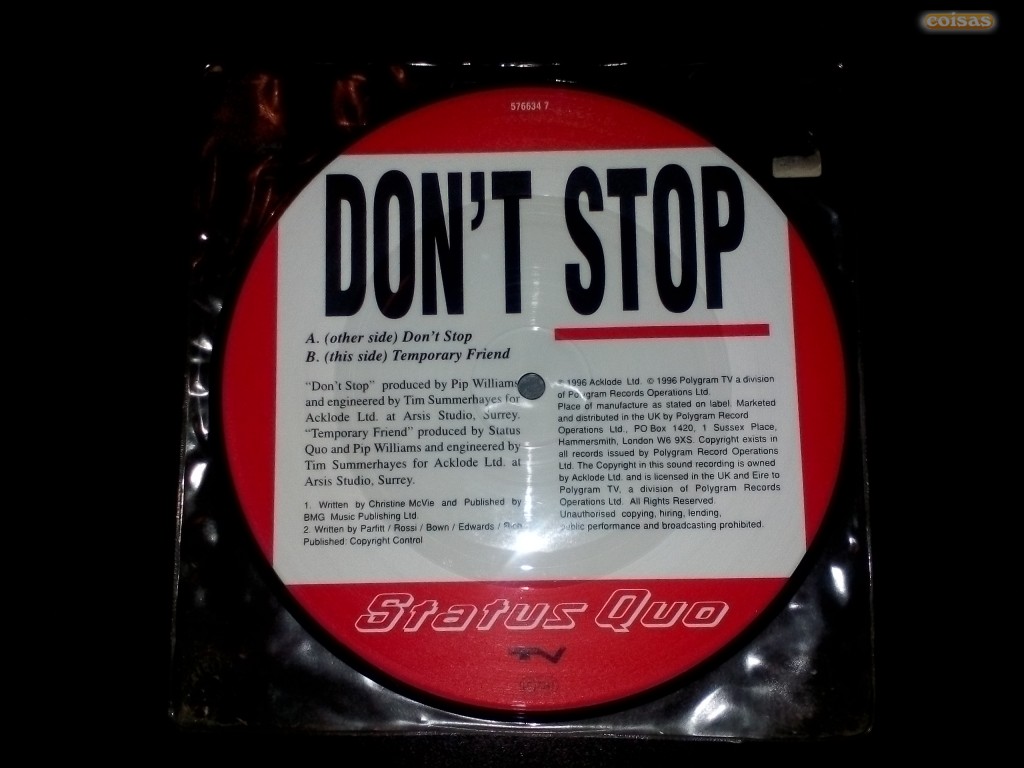 coisas
576634 7
DON'T STOP
A. (other side) Don't Stop
B. (this side) Temporary Friend
"Don't Stop" produced by Pip Williams
and engineered by Tim Summerhayes for
Acklode Ltd. at Arsis Studio, Surrey.
"Temporary Friend" produced by Status
Quo and Pip Williams and engineered by
Tim Summerhayes for Acklode Ltd. at
Arsis Studio, Surrey.
1. Written by Christine McVie and Published by
BMG Music Publishing Ltd.
2. Written by Parfitt / Rossi / Bown / Edwards / Rich
Published: Copyright Control
℗ 1996 Acklode Ltd. © 1996 Polygram TV a division
of Polygram Records Operations Ltd.
Place of manufacture as stated on label. Marketed
and distributed in the UK by Polygram Record
Operations Ltd., PO Box 1420, 1 Sussex Place,
Hammersmith, London W6 9XS. Copyright exists in
all records issued by Polygram Record Operations
Ltd. The Copyright in this sound recording is owned
by Acklode Ltd. and is licensed in the UK and Eire to
Polygram TV, a division of Polygram Records
Operations Ltd. All Rights Reserved.
Unauthorised copying, hiring, lending,
public performance and broadcasting prohibited.
Status Quo
TV